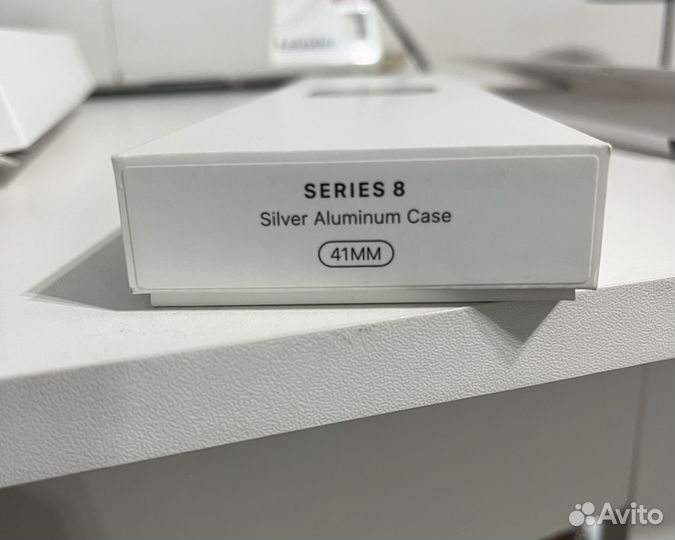 SERIES 8
Silver Aluminum Case
41MM
Avito